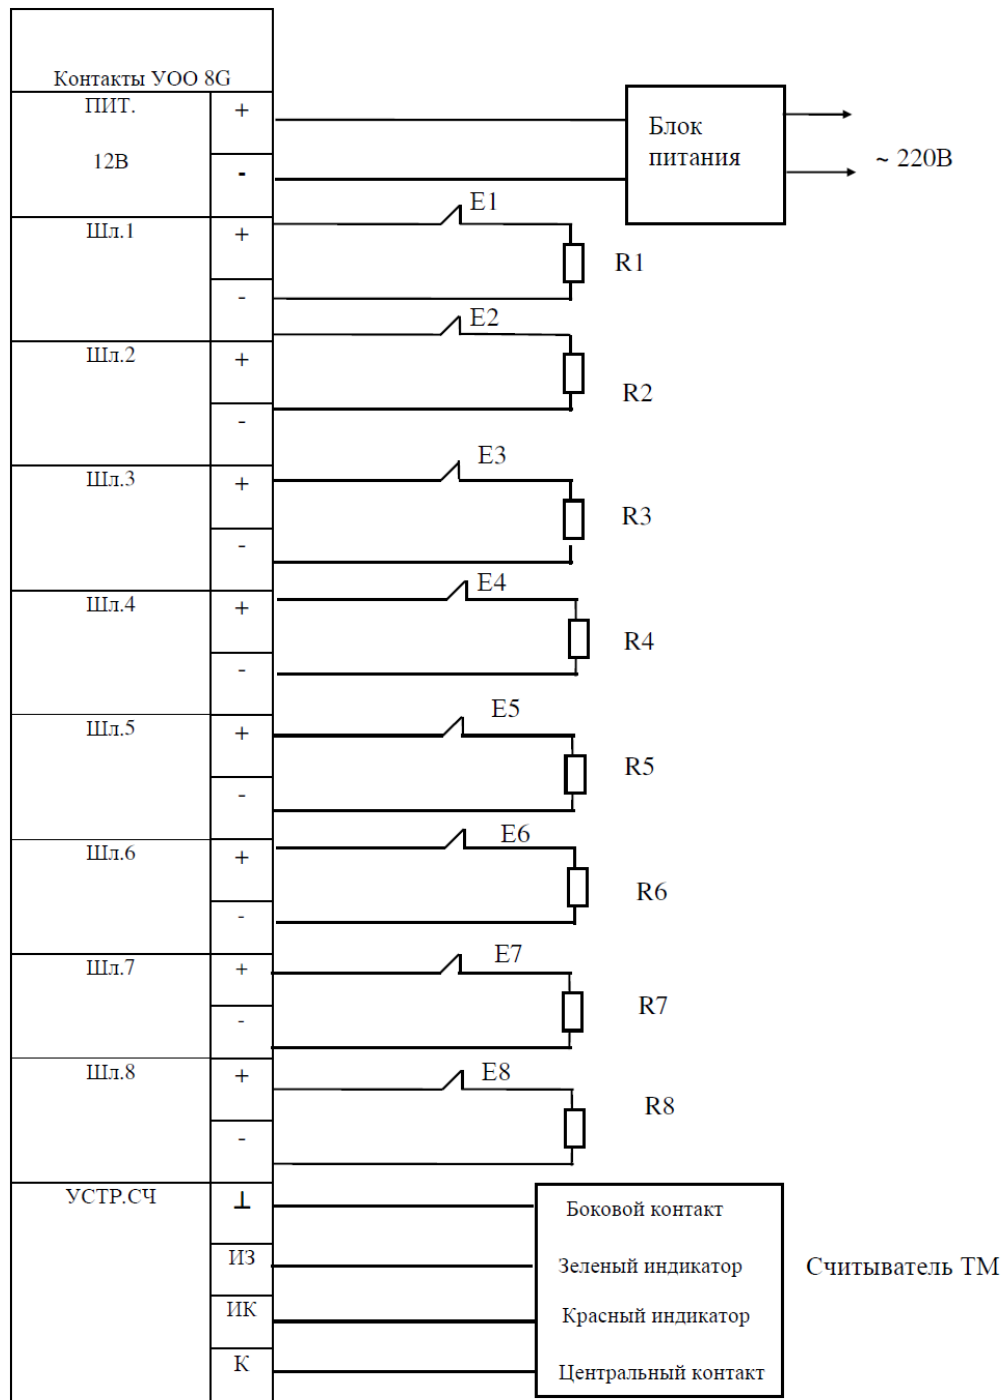 Контакты УОО 8G
ПИТ.
12В
+
-
Блок
питания
~ 220В
Шл.1
+
-
E1
R1
Шл.2
+
-
E2
R2
Шл.3
+
-
E3
R3
Шл.4
+
-
E4
R4
Шл.5
+
-
E5
R5
Шл.6
+
-
E6
R6
Шл.7
+
-
E7
R7
Шл.8
+
-
E8
R8
УСТР.СЧ
⊥
Боковой контакт
ИЗ
Зеленый индикатор
Считыватель ТМ
ИК
Красный индикатор
К
Центральный контакт